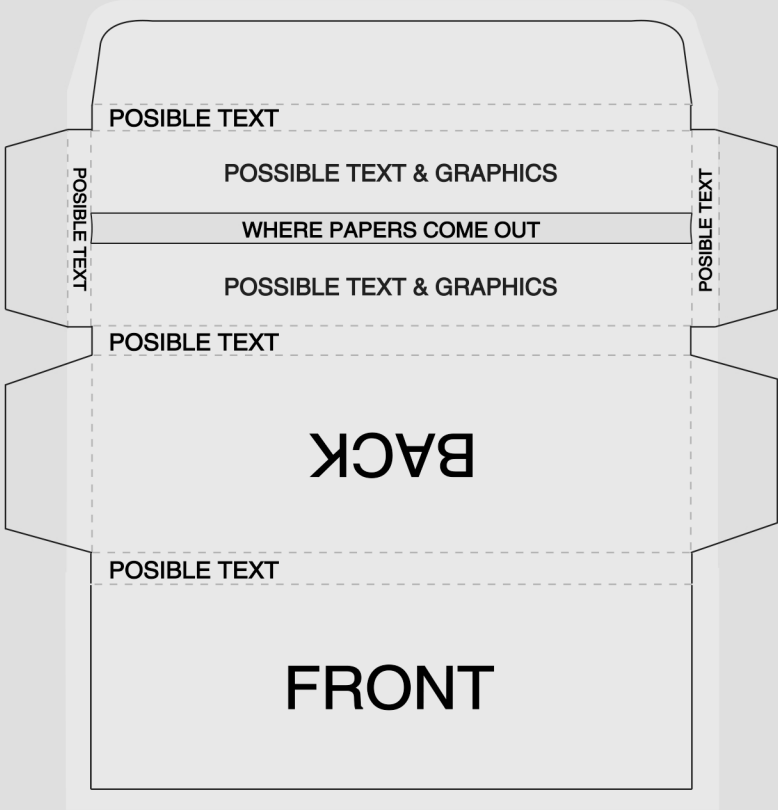 POSIBLE TEXT
POSSIBLE TEXT & GRAPHICS
POSIBLE TEXT
WHERE PAPERS COME OUT
POSIBLE TEXT
POSSIBLE TEXT & GRAPHICS
POSIBLE TEXT
BACK
POSIBLE TEXT
FRONT